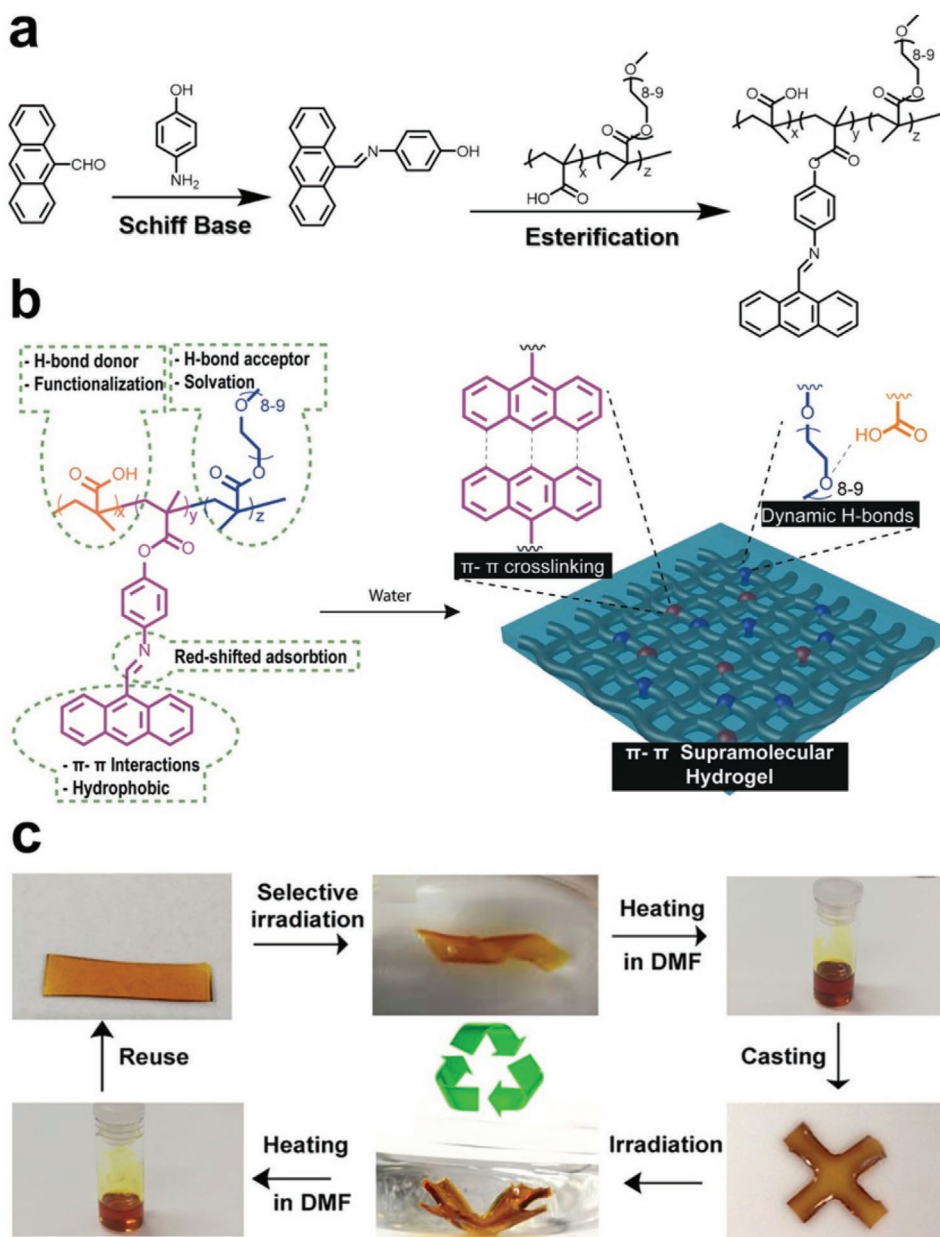 a
CHO
OH
NH₂
Schiff Base
N
OH
O
8-9
O
O
O
x
z
HO
O
Esterification
O
8-9
O
OH
O
O
O
x
y
z
O
O
N
b
- H-bond donor
- Functionalization
- H-bond acceptor
- Solvation
O
8-9
O
OH
O
O
O
x
y
z
O
O
N
Red-shifted adsorbtion
- π- π Interactions
- Hydrophobic
Water
π- π crosslinking
O
HO
O
O
8-9
Dynamic H-bonds
π- π Supramolecular
Hydrogel
c
Selective
irradiation
Heating
in DMF
Reuse
Casting
Heating
in DMF
Irradiation